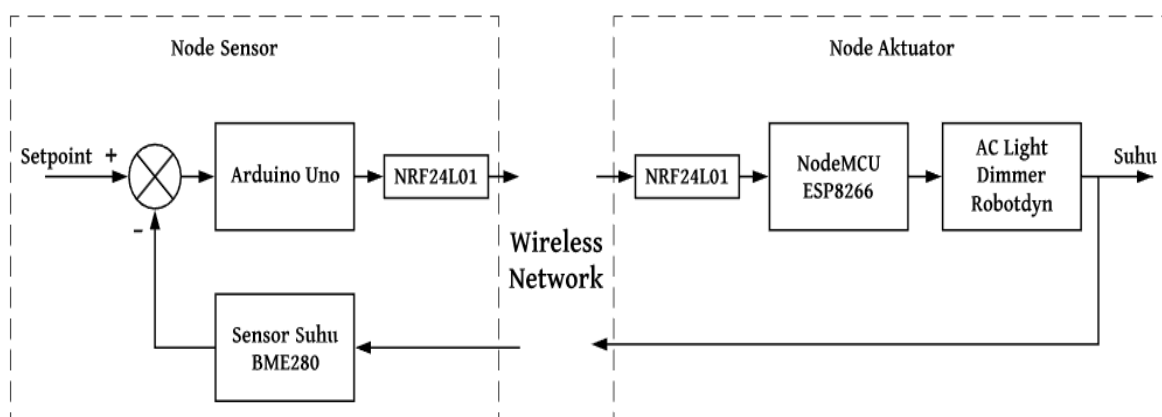 Node Sensor
Node Aktuator
Setpoint +
-
Arduino Uno
NRF24L01
Wireless
Network
NRF24L01
NodeMCU
ESP8266
AC Light
Dimmer
Robotdyn
Suhu
Sensor Suhu
BME280